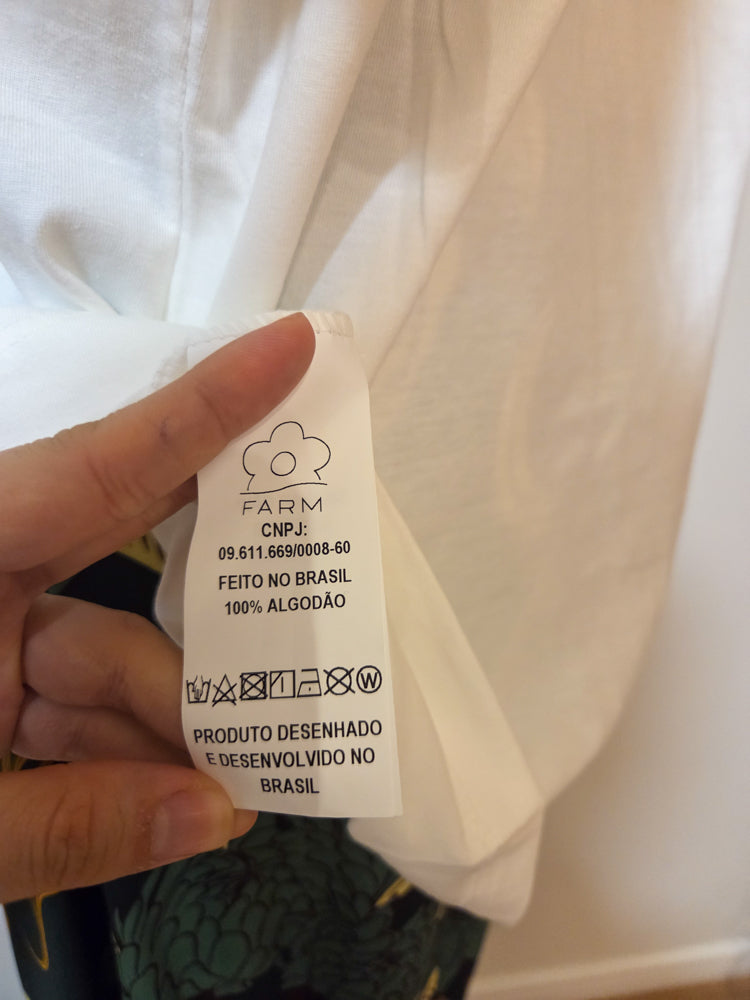 FARM
CNPJ:
09.611.669/0008-60
FEITO NO BRASIL
100% ALGODÃO
W
PRODUTO DESENHADO
E DESENVOLVIDO NO
BRASIL